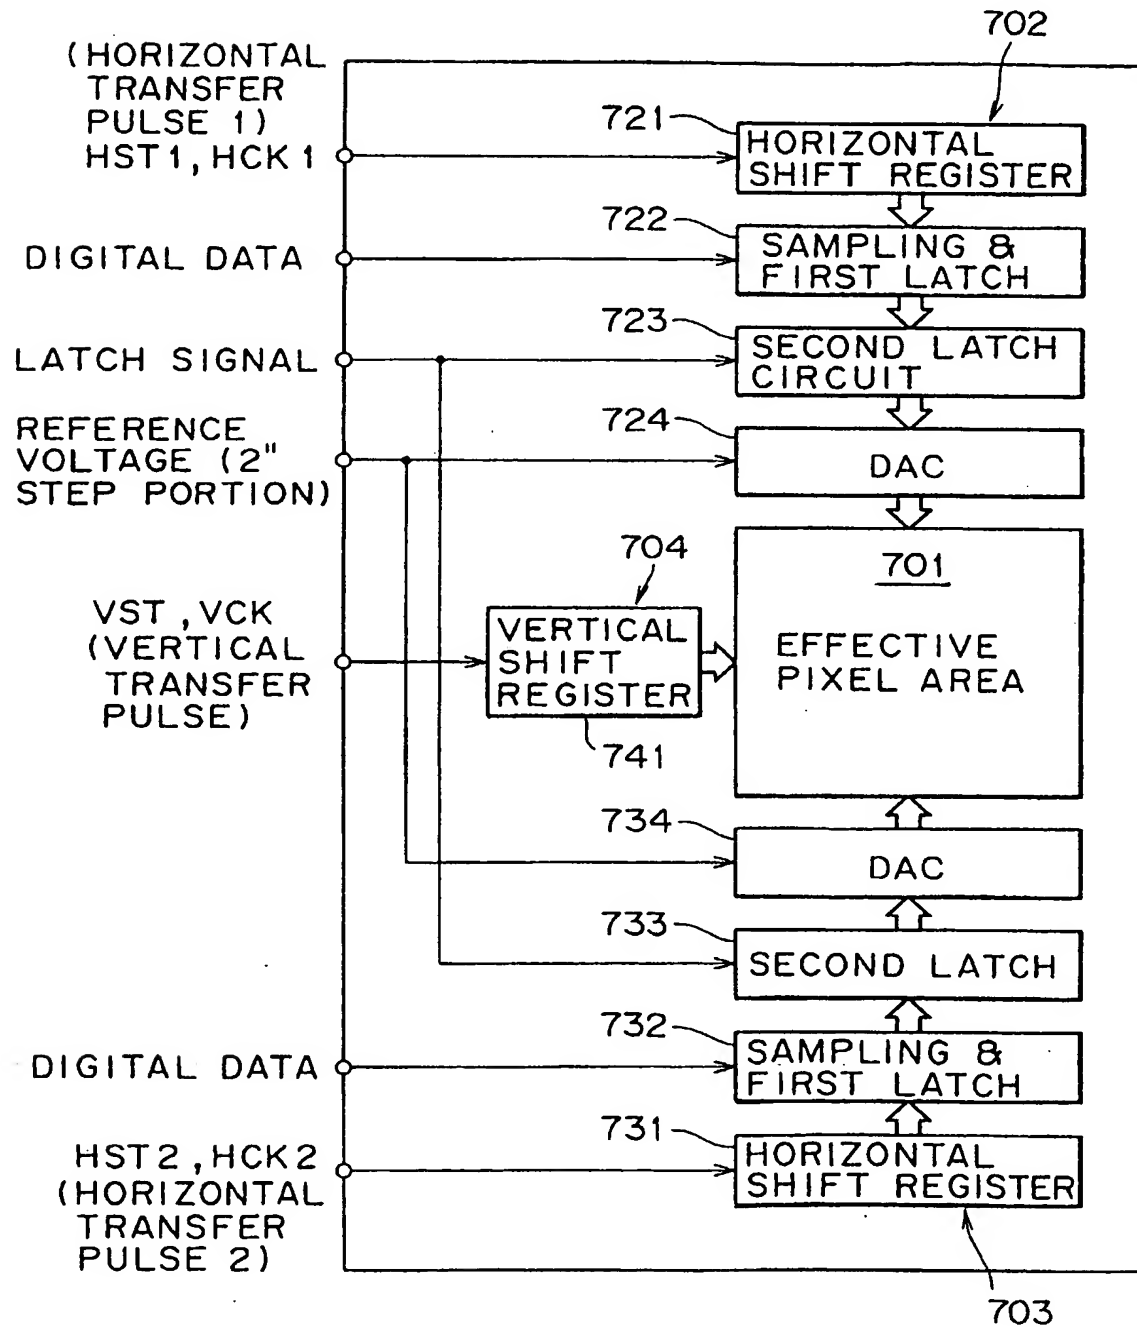 702
(HORIZONTAL
TRANSFER
PULSE 1)
HST1, HCK1
721
HORIZONTAL
SHIFT REGISTER
722
DIGITAL DATA
SAMPLING &
FIRST LATCH
723
LATCH SIGNAL
SECOND LATCH
CIRCUIT
REFERENCE
VOLTAGE (2"
STEP PORTION)
724
DAC
704
701
VST, VCK
(VERTICAL
TRANSFER
PULSE)
VERTICAL
SHIFT
REGISTER
741
EFFECTIVE
PIXEL AREA
734
DAC
733
SECOND LATCH
732
DIGITAL DATA
SAMPLING &
FIRST LATCH
731
HST2, HCK2
(HORIZONTAL
TRANSFER
PULSE 2)
HORIZONTAL
SHIFT REGISTER
703